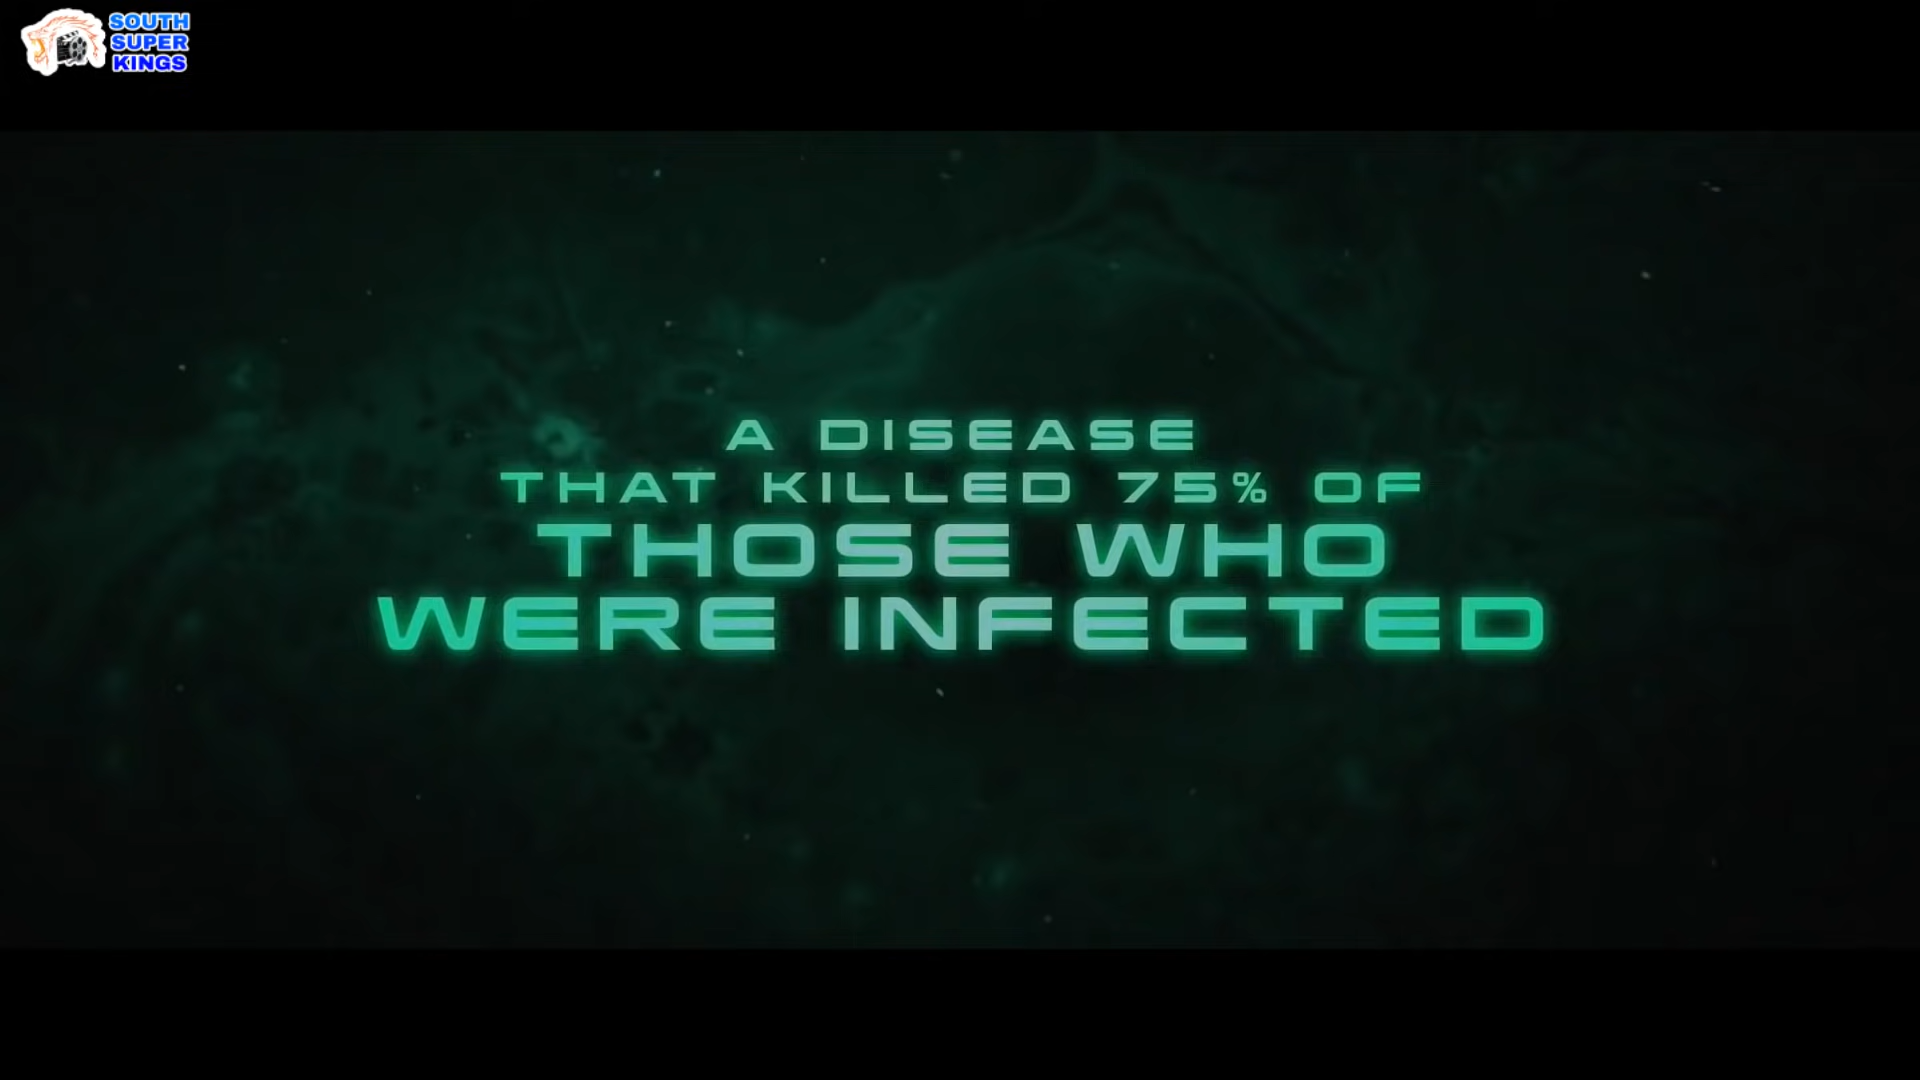 SOUTH
SUPER
KINGS
A DISEASE
THAT KILLED 75% OF
THOSE WHO
WERE INFECTED